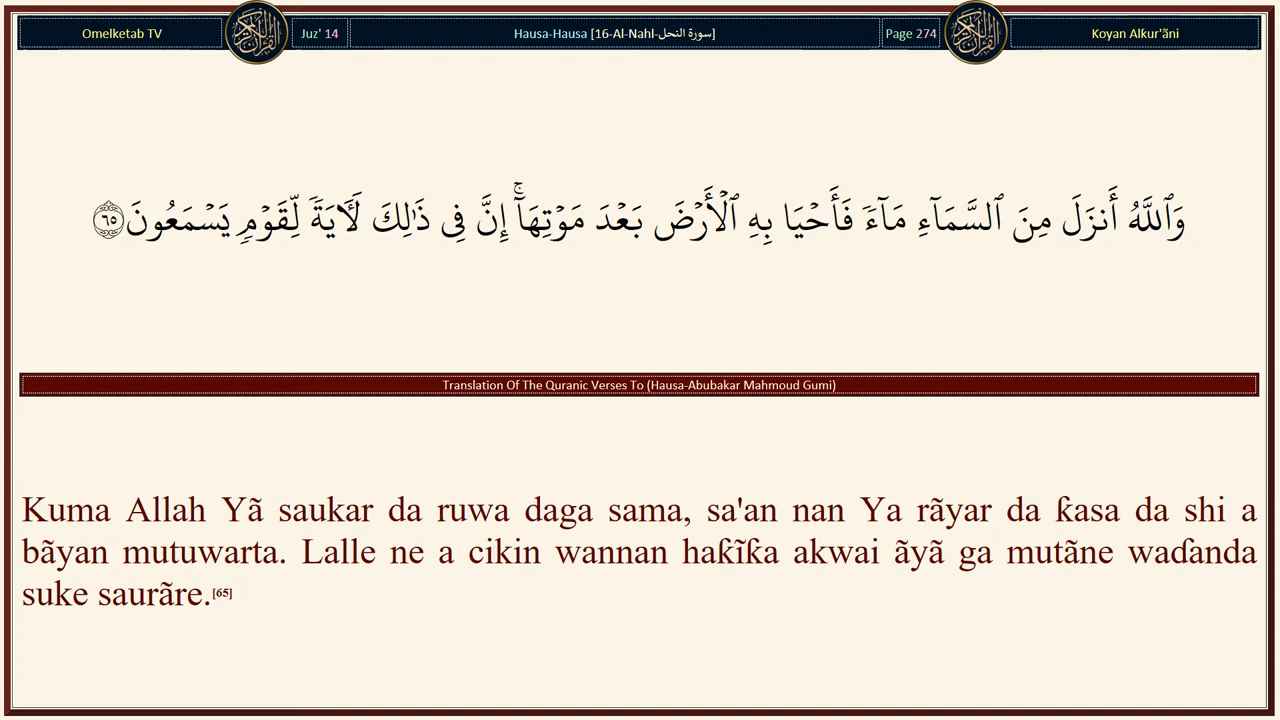 Omelketab TV
Juz' 14
Hausa-Hausa [16-Al-Nahl-سورة النحل]
Page 274
Koyan Alƙur'ãni
وَٱللَّهُ أَنزَلَ مِنَ ٱلسَّمَآءِ مَآءٗ فَأَحۡيَا بِهِ ٱلۡأَرۡضَ بَعۡدَ مَوۡتِهَآۚ إِنَّ فِي ذَٰلِكَ لَأٓيَةٗ لِّقَوۡمٖ يَسۡمَعُونَ ٦٥
Translation Of The Quranic Verses To (Hausa-Abubakar Mahmoud Gumi)
Kuma Allah Yã saukar da ruwa daga sama, sa'an nan Ya rãyar da ƙasa da shi a
bãyan mutuwarta. Lalle ne a cikin wannan haƙĩƙa akwai ãyã ga mutãne waɗanda
suke saurãre.[65]